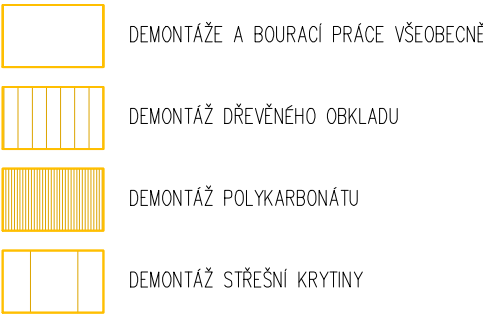 DEMONTÁŽE A BOURACÍ PRÁCE VŠEOBECNĚ
DEMONTÁŽ DŘEVĚNÉHO OBKLADU
DEMONTÁŽ POLYKARBONÁTU
DEMONTÁŽ STŘEŠNÍ KRYTINY